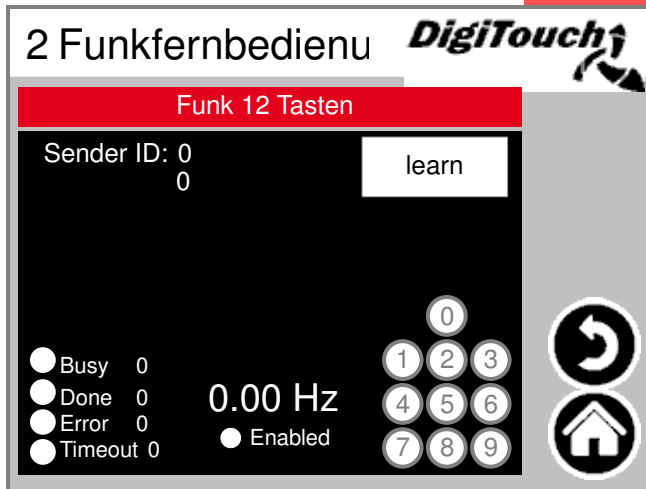 2 Funkfernbedienu
DigiTouch
Funk 12 Tasten
Sender ID: 0
0
learn
0
Busy 0
1 2 3
Done 0
0.00 Hz
4 5 6
Error 0
Enabled
Timeout 0
7 8 9